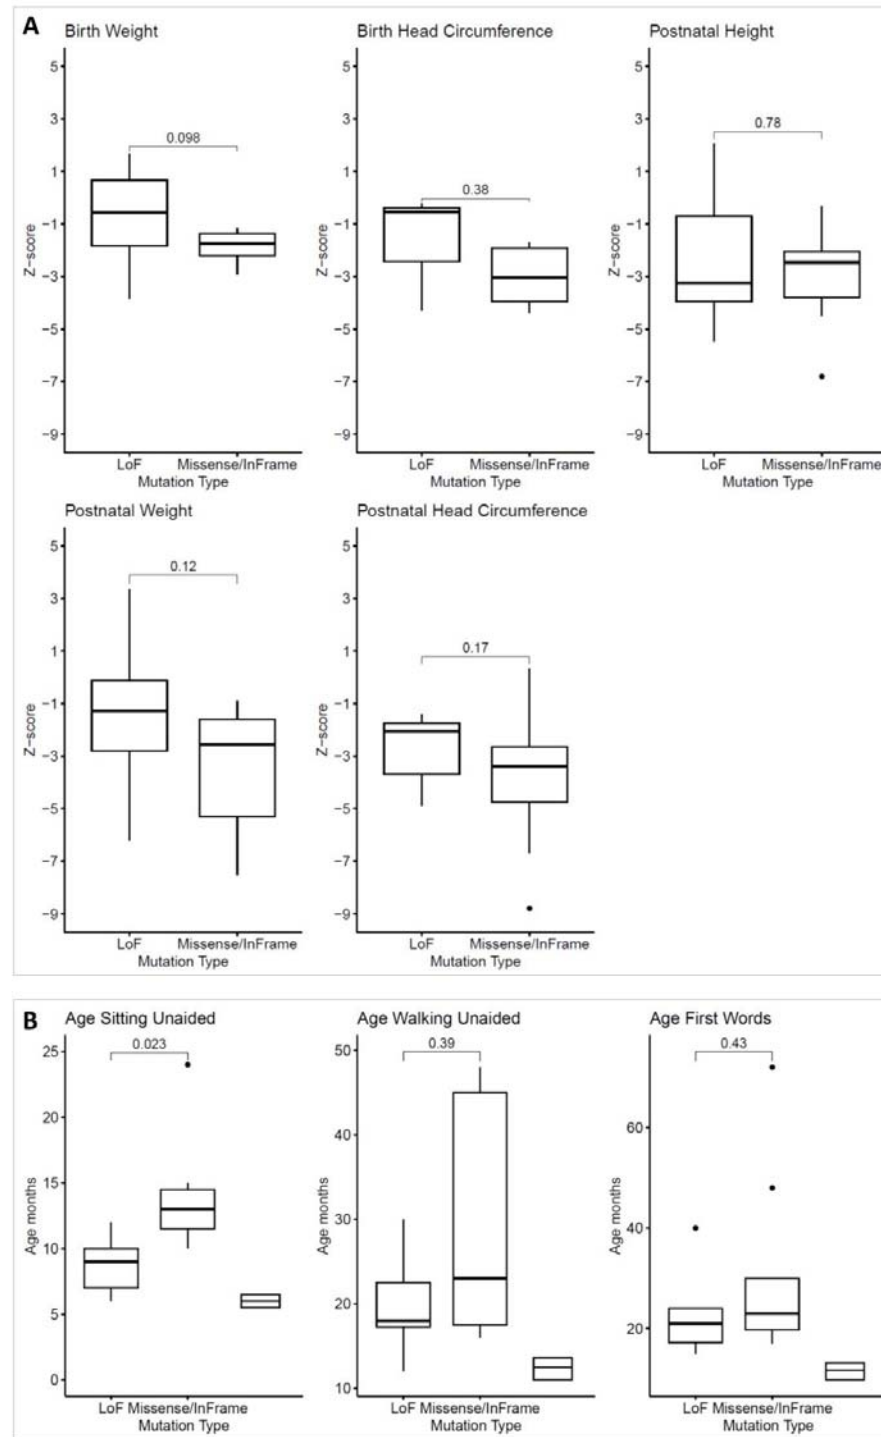 A
Birth Weight
5
3
1
−1
−3
−5
−7
−9
Z−score
0.098
LoF Missense/InFrame
Mutation Type
Birth Head Circumference
5
3
1
−1
−3
−5
−7
−9
Z−score
0.38
LoF Missense/InFrame
Mutation Type
Postnatal Height
5
3
1
−1
−3
−5
−7
−9
Z−score
0.78
LoF Missense/InFrame
Mutation Type
Postnatal Weight
5
3
1
−1
−3
−5
−7
−9
Z−score
0.12
LoF Missense/InFrame
Mutation Type
Postnatal Head Circumference
5
3
1
−1
−3
−5
−7
−9
Z−score
0.17
LoF Missense/InFrame
Mutation Type
B
Age Sitting Unaided
25
20
15
10
5
0
Age months
0.023
LoF Missense/InFrame
Mutation Type
Age Walking Unaided
50
40
30
20
10
Age months
0.39
LoF Missense/InFrame
Mutation Type
Age First Words
60
40
20
Age months
0.43
LoF Missense/InFrame
Mutation Type